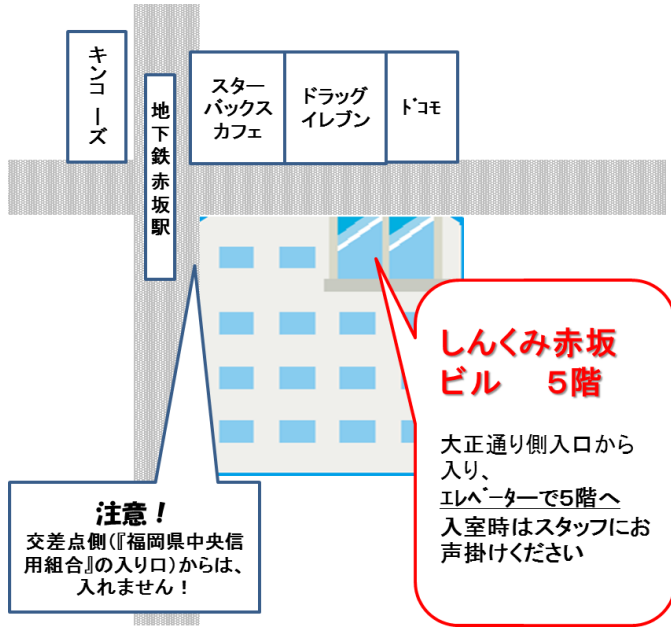 キンコーズ
地下鉄赤坂駅
スター
バックス
カフェ
ドラッグ
イレブン
ドコモ
しんくみ赤坂
ビル　5階
大正通り側入口から
入り、
エレベーターで5階へ
入室時はスタッフにお
声掛けください
注意！
交差点側(『福岡県中央信
用組合』の入り口)からは、
入れません！